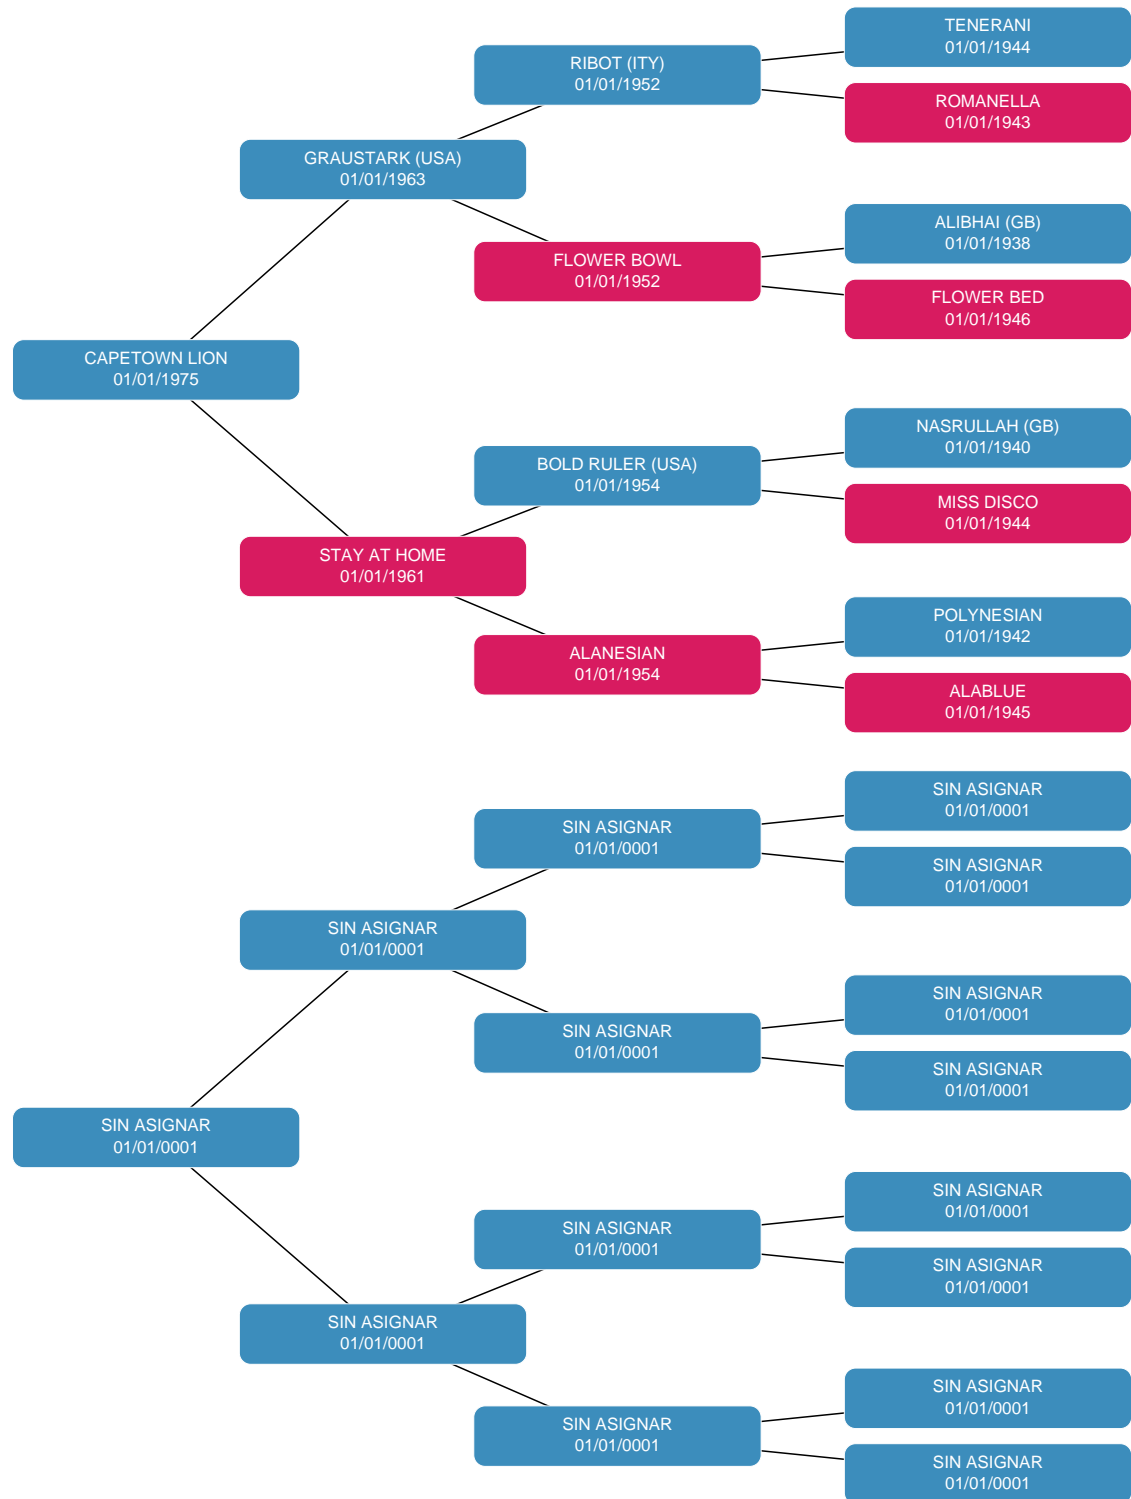 TENERANI
01/01/1944
RIBOT (ITY)
01/01/1952
ROMANELLA
01/01/1943
GRAUSTARK (USA)
01/01/1963
ALIBHAI (GB)
01/01/1938
FLOWER BOWL
01/01/1952
FLOWER BED
01/01/1946
CAPETOWN LION
01/01/1975
NASRULLAH (GB)
01/01/1940
BOLD RULER (USA)
01/01/1954
MISS DISCO
01/01/1944
STAY AT HOME
01/01/1961
POLYNESIAN
01/01/1942
ALANESIAN
01/01/1954
ALABLUE
01/01/1945
SIN ASIGNAR
01/01/0001
SIN ASIGNAR
01/01/0001
SIN ASIGNAR
01/01/0001
SIN ASIGNAR
01/01/0001
SIN ASIGNAR
01/01/0001
SIN ASIGNAR
01/01/0001
SIN ASIGNAR
01/01/0001
SIN ASIGNAR
01/01/0001
SIN ASIGNAR
01/01/0001
SIN ASIGNAR
01/01/0001
SIN ASIGNAR
01/01/0001
SIN ASIGNAR
01/01/0001
SIN ASIGNAR
01/01/0001
SIN ASIGNAR
01/01/0001
SIN ASIGNAR
01/01/0001